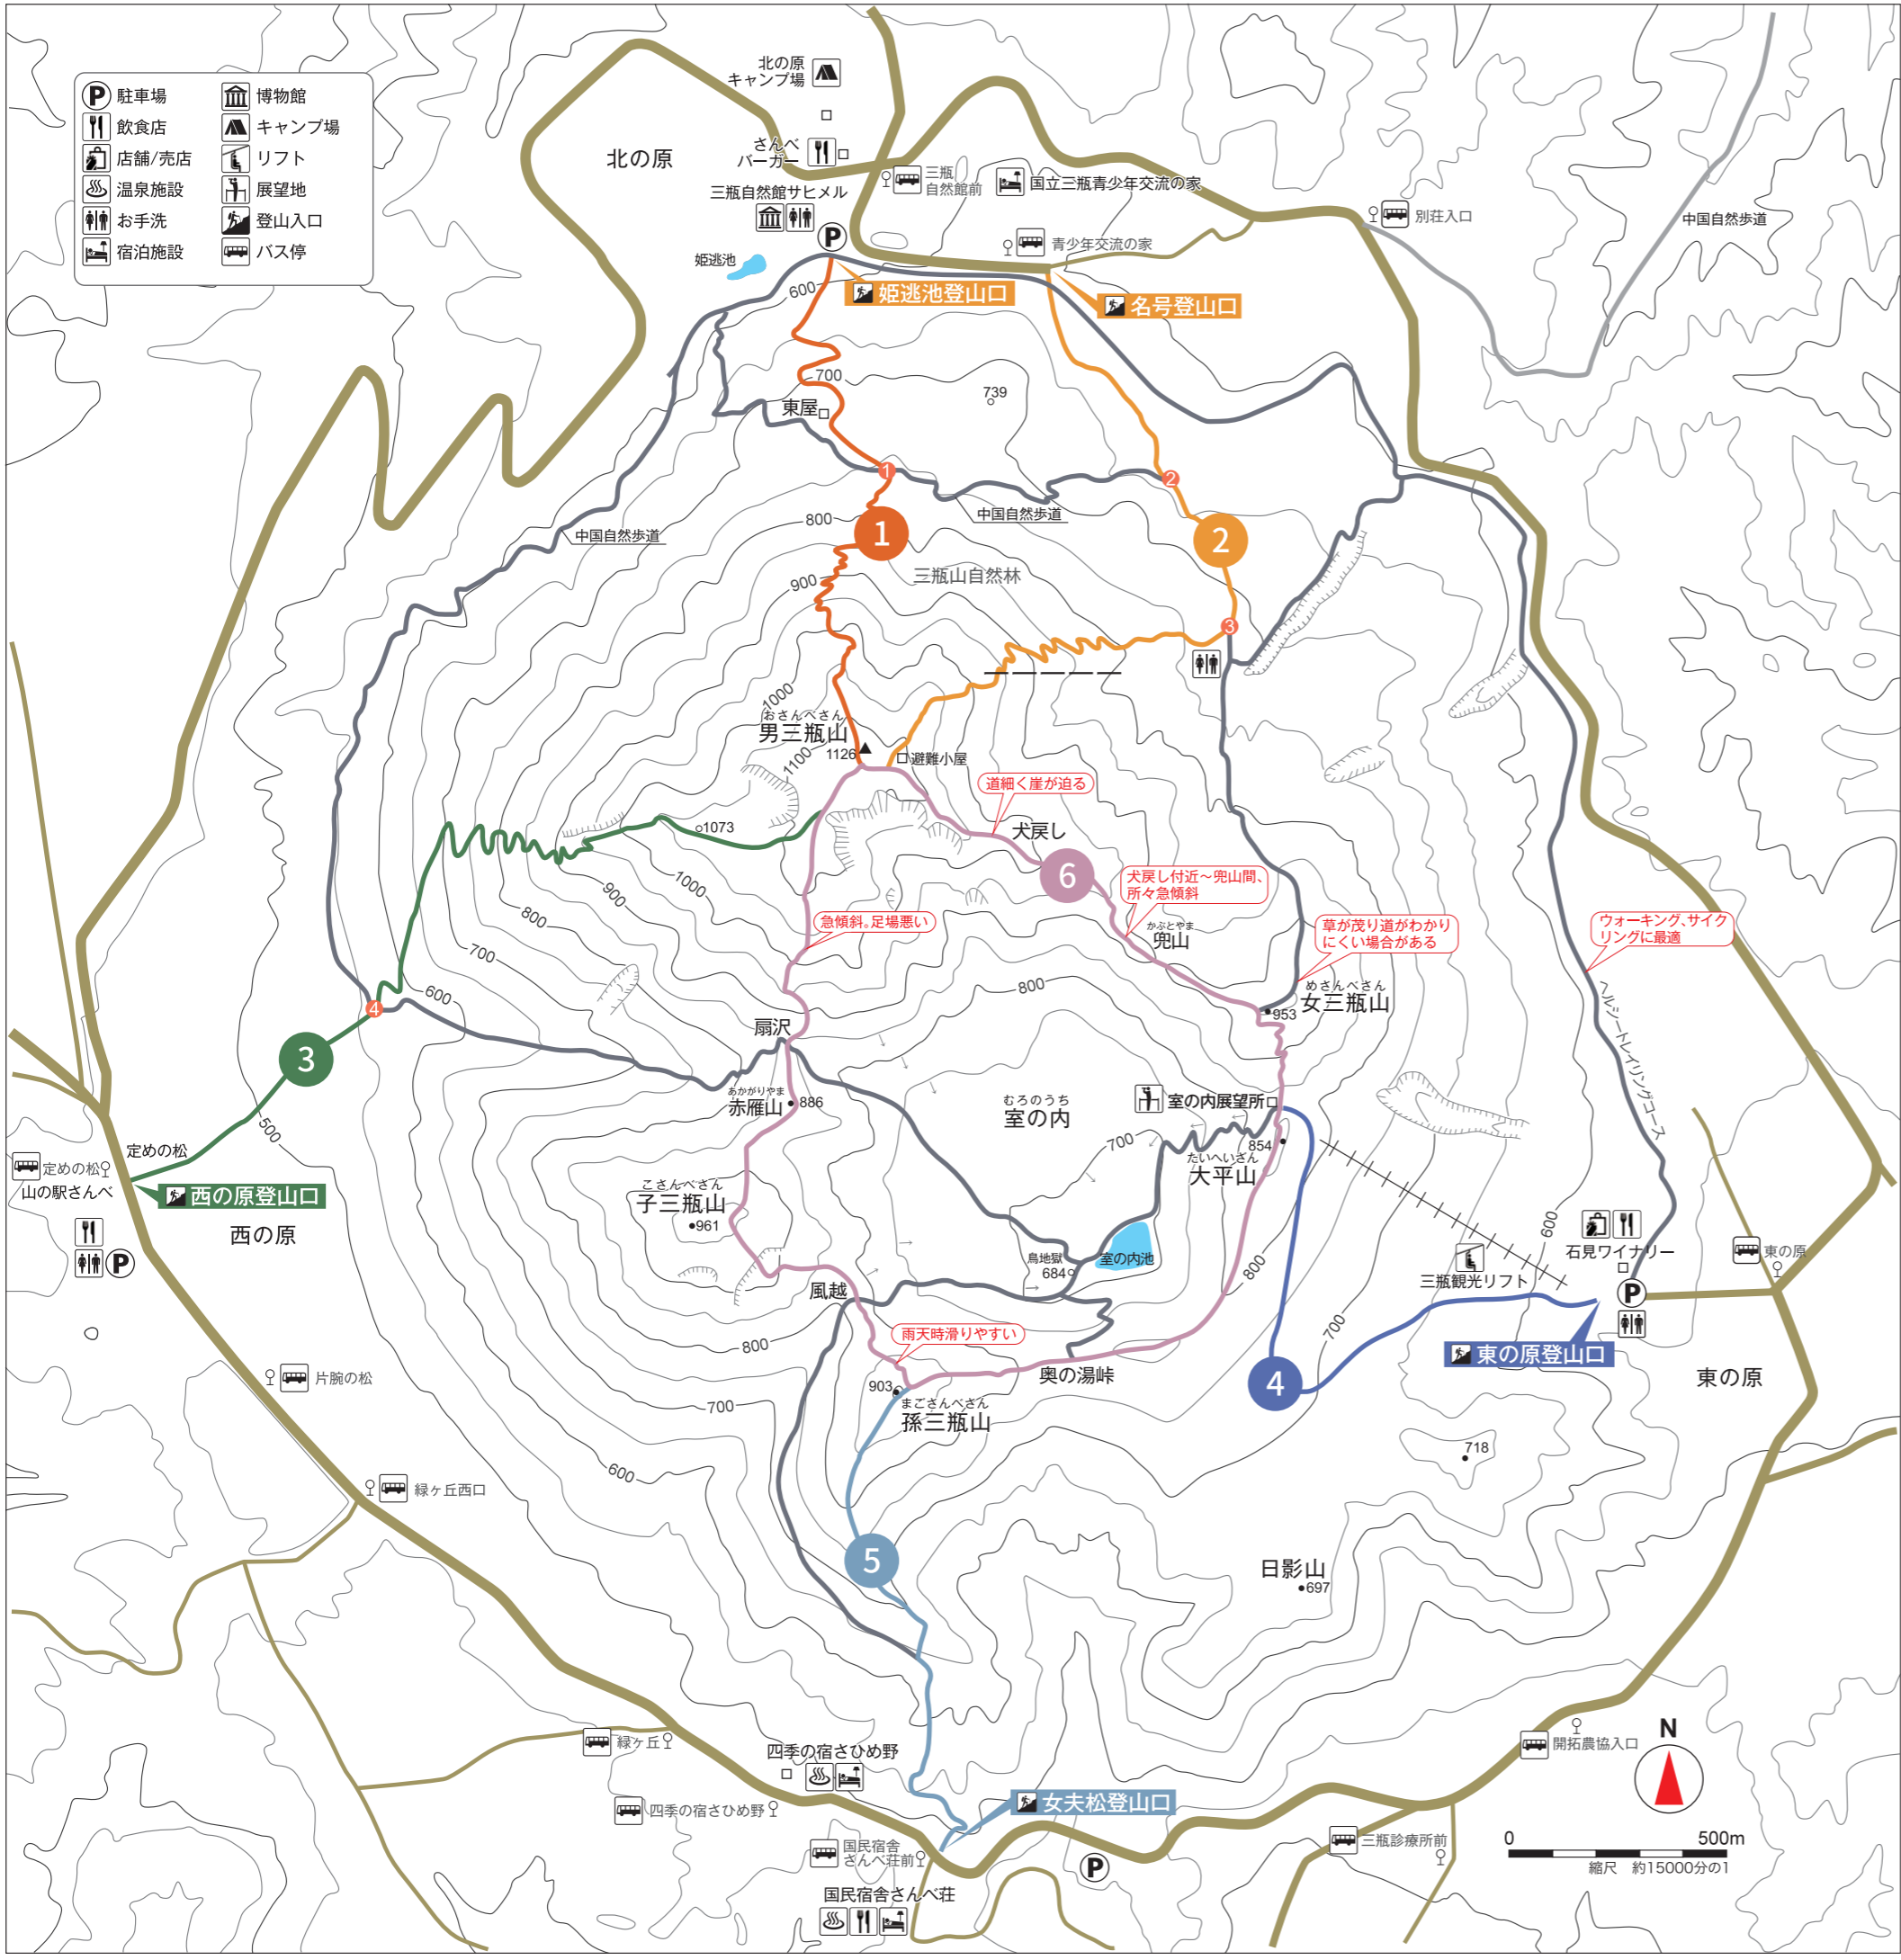 P 駐車場
飲食店
店舗/売店
温泉施設
お手洗
宿泊施設
博物館
キャンプ場
リフト
展望地
登山入口
バス停
北の原
キャンプ場
北の原
さんべ
バーガー
三瓶自然館サヒメル
P
三瓶
自然館前
国立三瓶青少年交流の家
青少年交流の家
別荘入口
中国自然歩道
姫逃池
600
姫逃池登山口
名号登山口
700
東屋
739
1
2
中国自然歩道
中国自然歩道
800
1
2
900
三瓶山自然林
3
1000
おさんべさん
男三瓶山
1126
1100
避難小屋
道細く崖が迫る
犬戻し
1073
6
犬戻し付近～兜山間、
所々急傾斜
900
1000
800
急傾斜。足場悪い
かぶとやま
兜山
草が茂り道がわかり
にくい場合がある
ウォーキング、サイク
リングに最適
700
600
800
めさんべさん
女三瓶山
953
ヘルシートレイリングコース
4
3
扇沢
あかがりやま
赤雁山
886
むろのうち
室の内
室の内展望所
700
854
たいへいさん
大平山
500
定めの松
定めの松
山の駅さんべ
西の原登山口
西の原
P
こさんべさん
子三瓶山
961
鳥地獄
684
室の内池
800
600
石見ワイナリー
三瓶観光リフト
東の原
P
風越
雨天時滑りやすい
800
700
東の原登山口
東の原
奥の湯峠
4
903
まごさんべさん
孫三瓶山
片腕の松
700
718
600
緑ヶ丘西口
5
日影山
697
緑ヶ丘
四季の宿さひめ野
四季の宿さひめ野
女夫松登山口
国民宿舎
さんべ荘前
P
国民宿舎さんべ荘
三瓶診療所前
開拓農協入口
N
0 500m
縮尺 約15000分の1